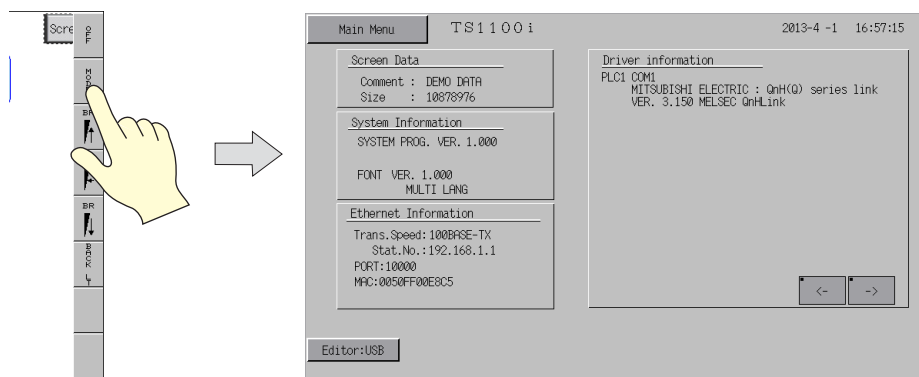 Scre
OFF
BR
BR
BACK
Main Menu
TS1100i
2013-4 -1 16:57:15
Screen Data
Comment : DEMO DATA
Size : 10878976
System Information
SYSTEM PROG. VER. 1.000
FONT VER. 1.000
MULTI LANG
Ethernet Information
Trans.Speed:100BASE-TX
Stat.No.:192.168.1.1
PORT:10000
MAC:0050FF00E8C5
Driver information
PLC1 COM1
MITSUBISHI ELECTRIC : QnH(Q) series link
VER. 3.150 MELSEC QnHLink
<-
->
Editor:USB